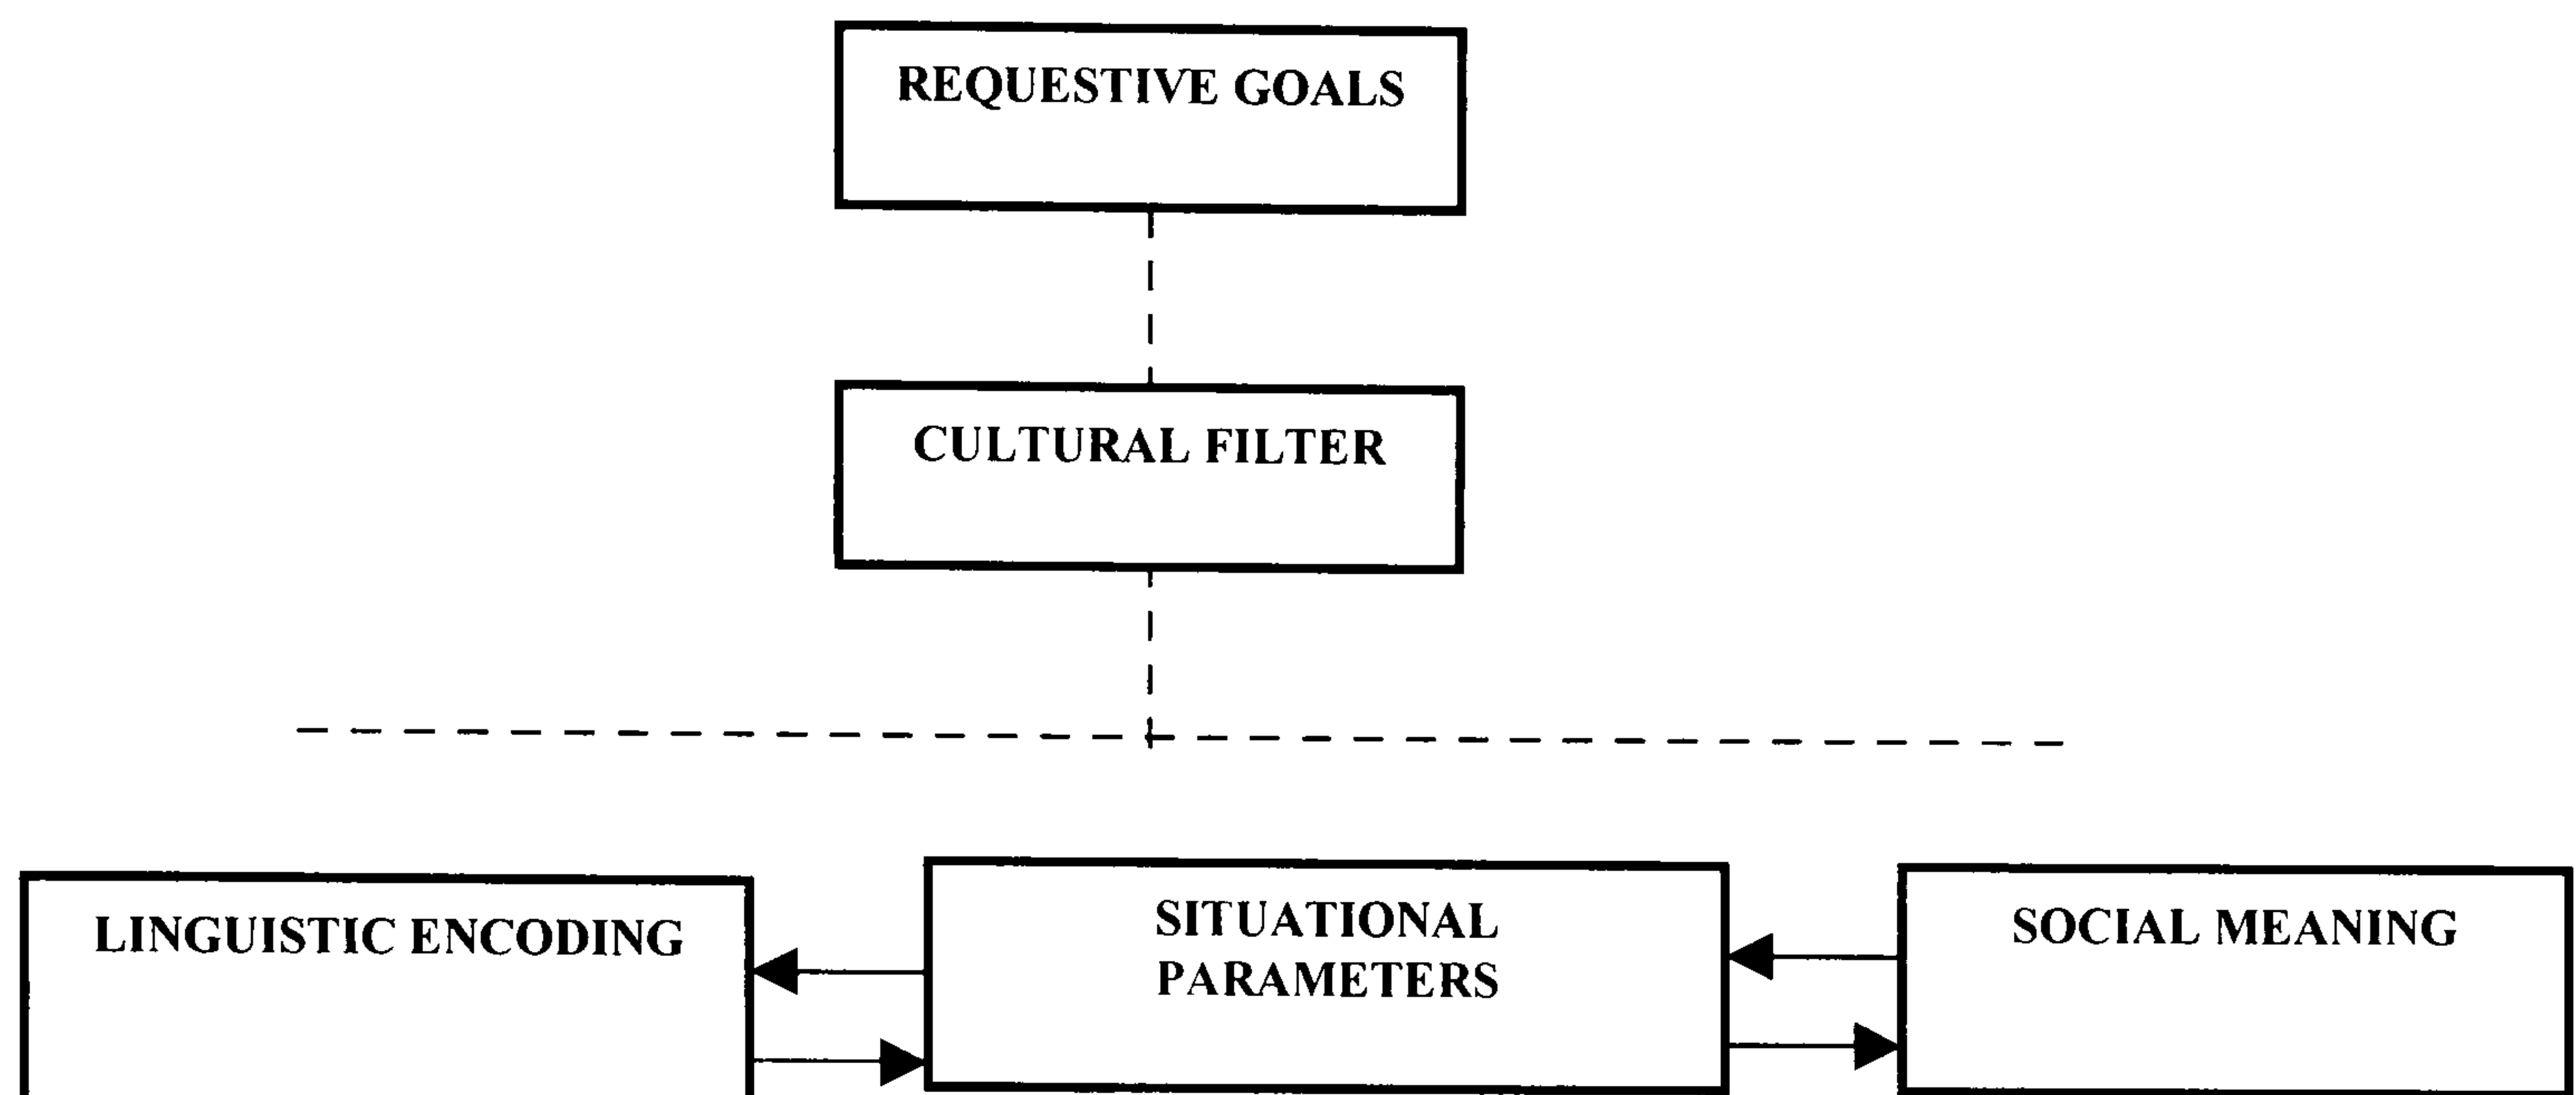 REQUESTIVE GOALS
CULTURAL FILTER
LINGUISTIC ENCODING
SITUATIONAL
PARAMETERS
SOCIAL MEANING